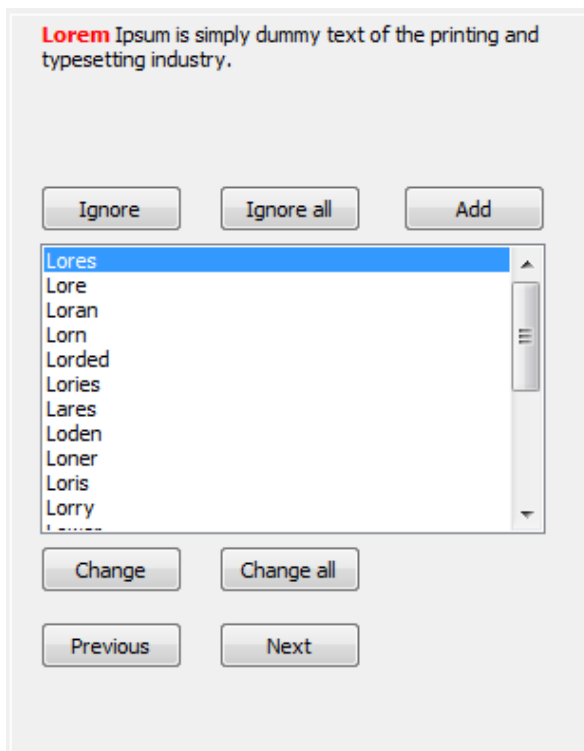 Lorem Ipsum is simply dummy text of the printing and
typesetting industry.
Ignore Ignore all Add
Lores
Lore
Loran
Lorn
Lorded
Lories
Lares
Loden
Loner
Loris
Lorry
Change Change all
Previous Next